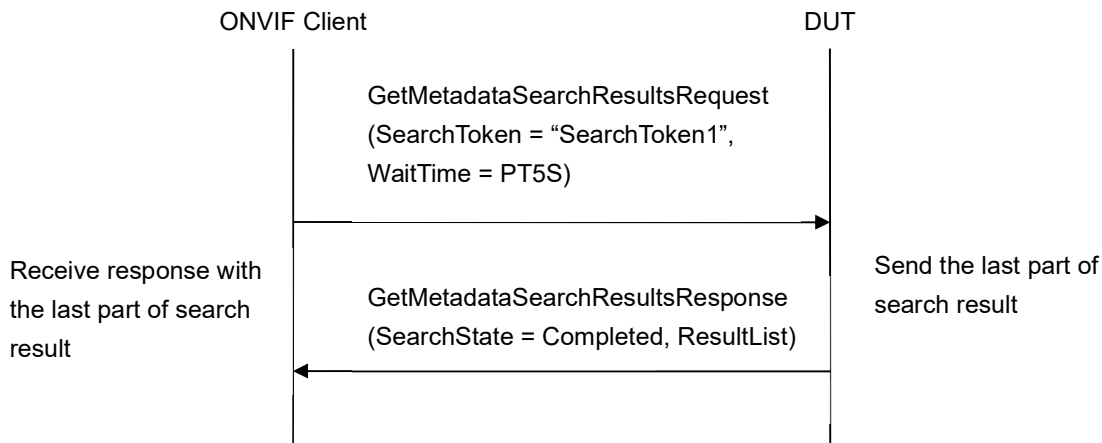 ONVIF Client
DUT
GetMetadataSearchResultsRequest
(SearchToken = “SearchToken1”,
WaitTime = PT5S)
Receive response with
the last part of search
result
Send the last part of
search result
GetMetadataSearchResultsResponse
(SearchState = Completed, ResultList)